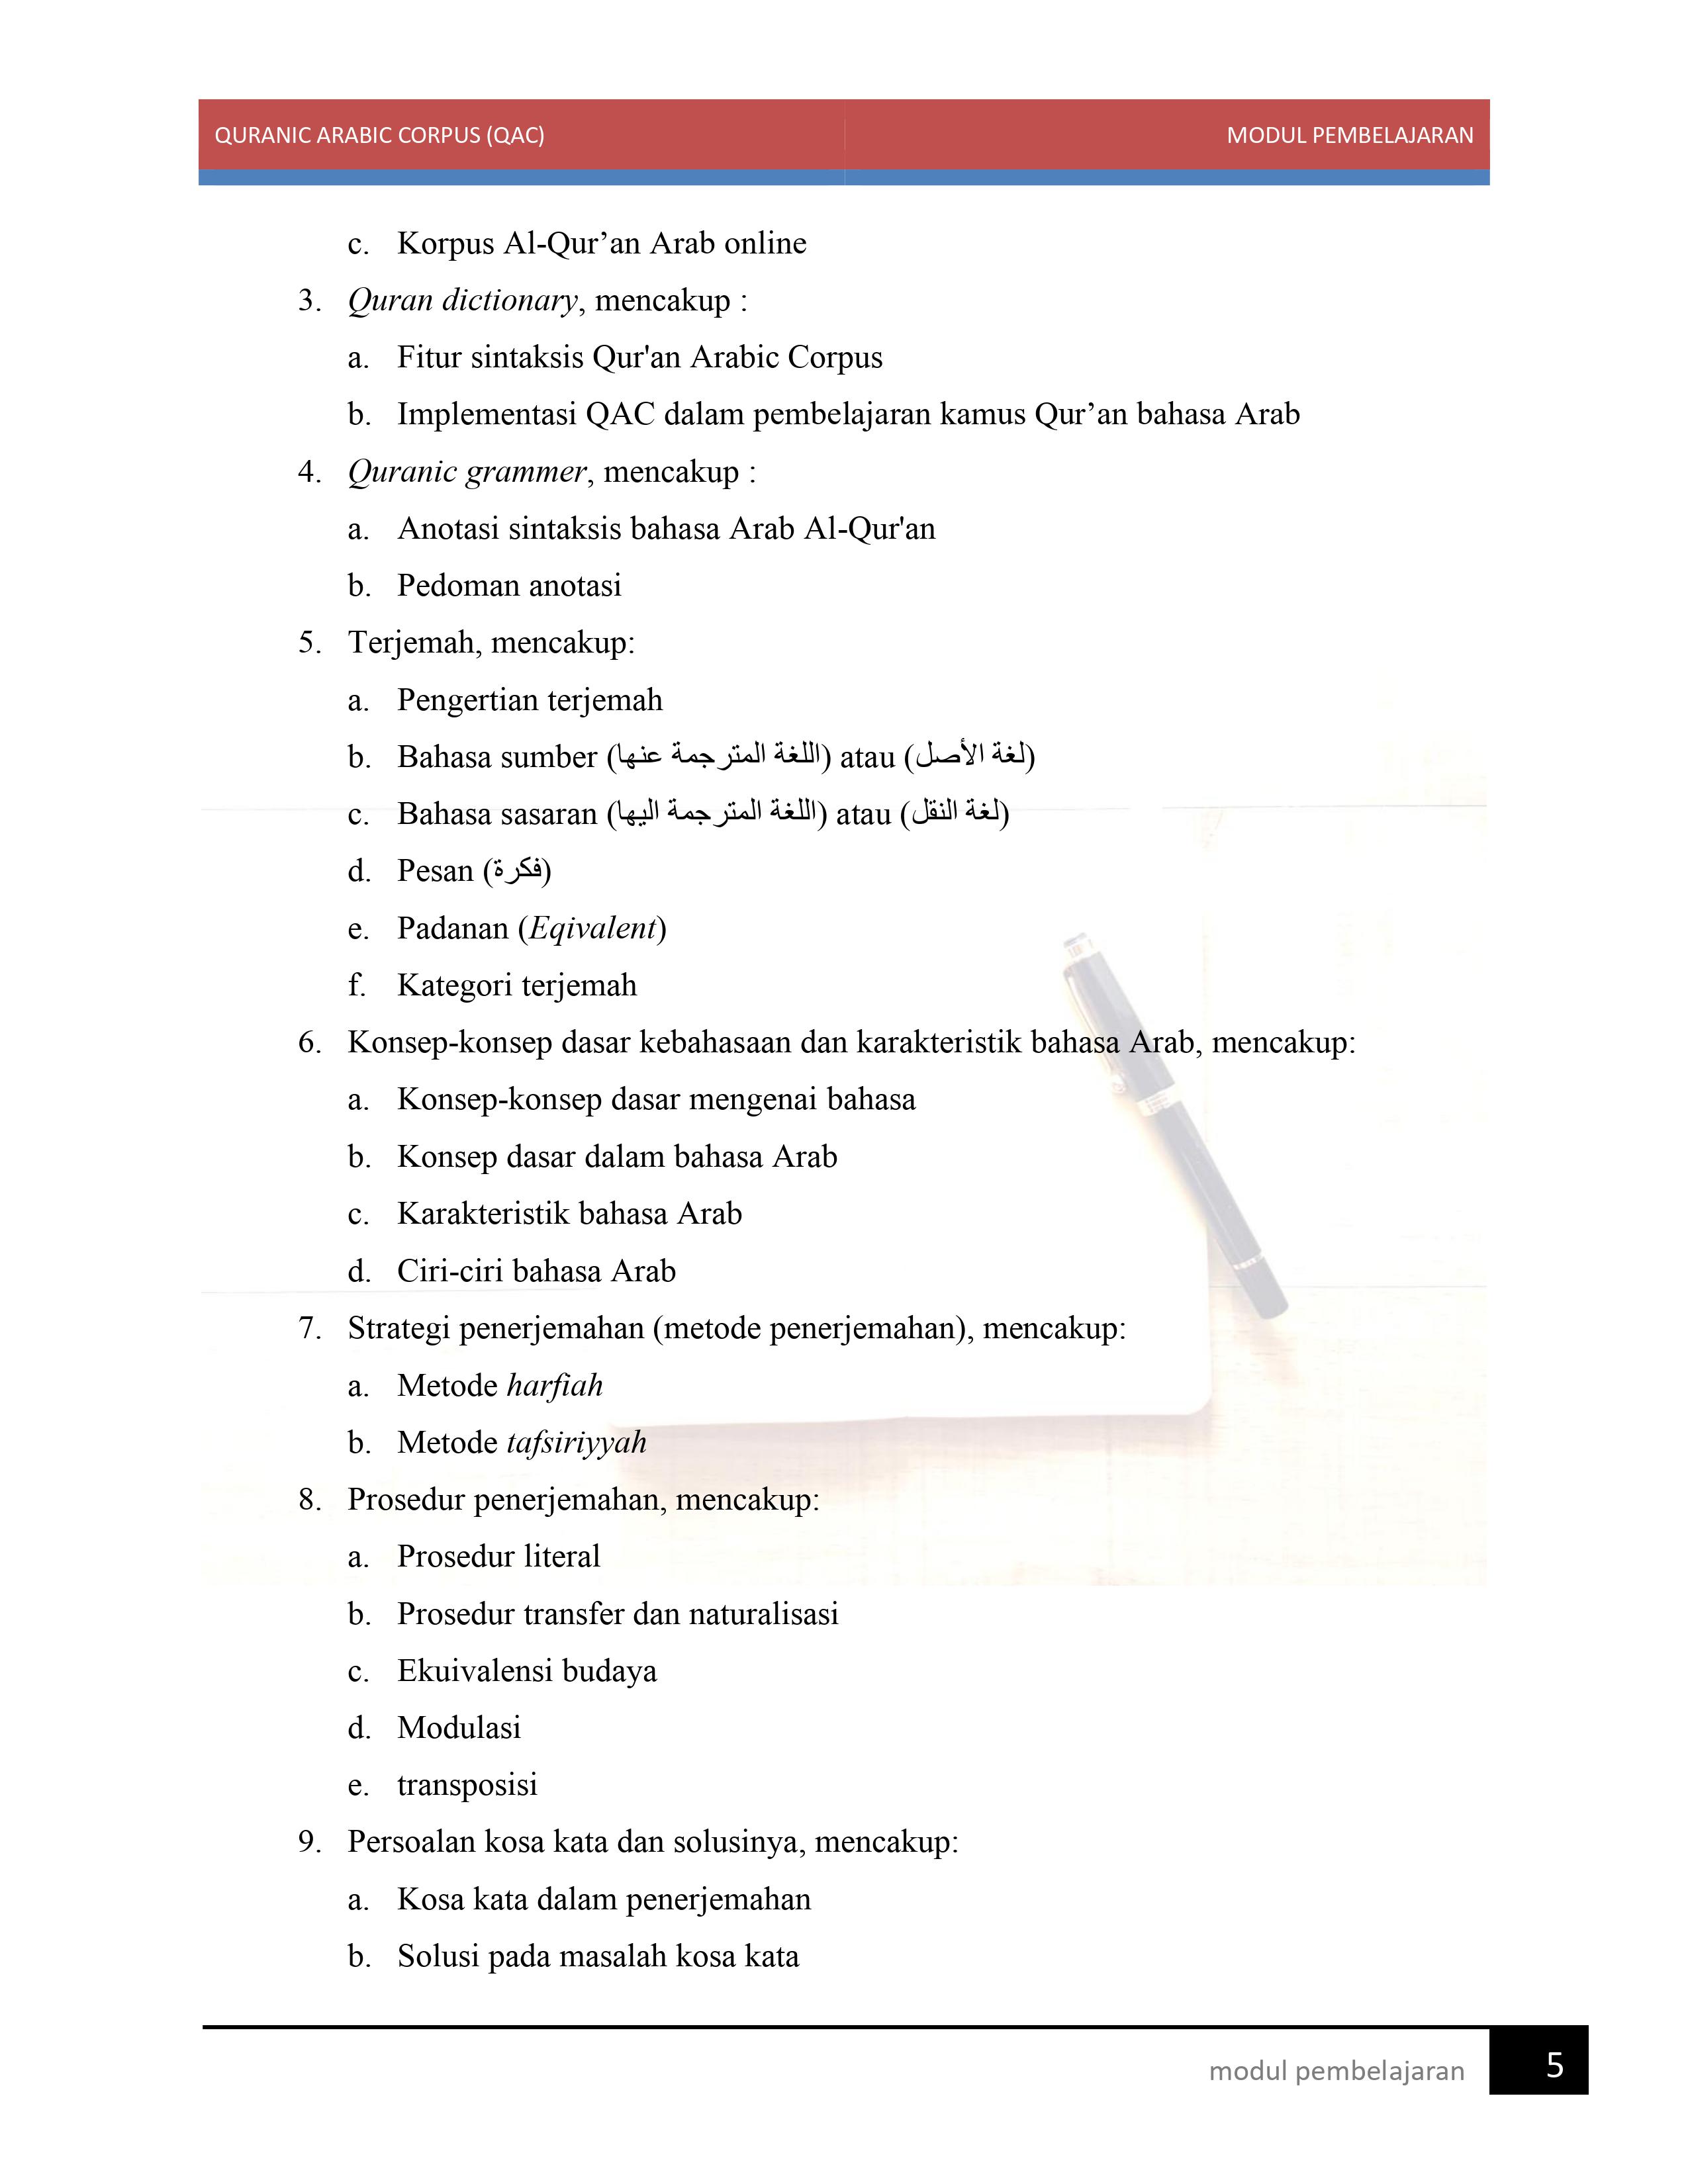 QURANIC ARABIC CORPUS (QAC) MODUL PEMBELAJARAN
c. Korpus Al-Qur’an Arab online
3. Quran dictionary, mencakup :
a. Fitur sintaksis Qur'an Arabic Corpus
b. Implementasi QAC dalam pembelajaran kamus Qur’an bahasa Arab
4. Quranic grammer, mencakup :
a. Anotasi sintaksis bahasa Arab Al-Qur'an
b. Pedoman anotasi
5. Terjemah, mencakup:
a. Pengertian terjemah
b. Bahasa sumber (اللغة المترجمة عنها) atau (لغة الأصل)
c. Bahasa sasaran (اللغة المترجمة اليها) atau (لغة النقل)
d. Pesan (فكرة)
e. Padanan (Eqivalent)
f. Kategori terjemah
6. Konsep-konsep dasar kebahasaan dan karakteristik bahasa Arab, mencakup:
a. Konsep-konsep dasar mengenai bahasa
b. Konsep dasar dalam bahasa Arab
c. Karakteristik bahasa Arab
d. Ciri-ciri bahasa Arab
7. Strategi penerjemahan (metode penerjemahan), mencakup:
a. Metode harfiah
b. Metode tafsiriyyah
8. Prosedur penerjemahan, mencakup:
a. Prosedur literal
b. Prosedur transfer dan naturalisasi
c. Ekuivalensi budaya
d. Modulasi
e. transposisi
9. Persoalan kosa kata dan solusinya, mencakup:
a. Kosa kata dalam penerjemahan
b. Solusi pada masalah kosa kata
modul pembelajaran 5